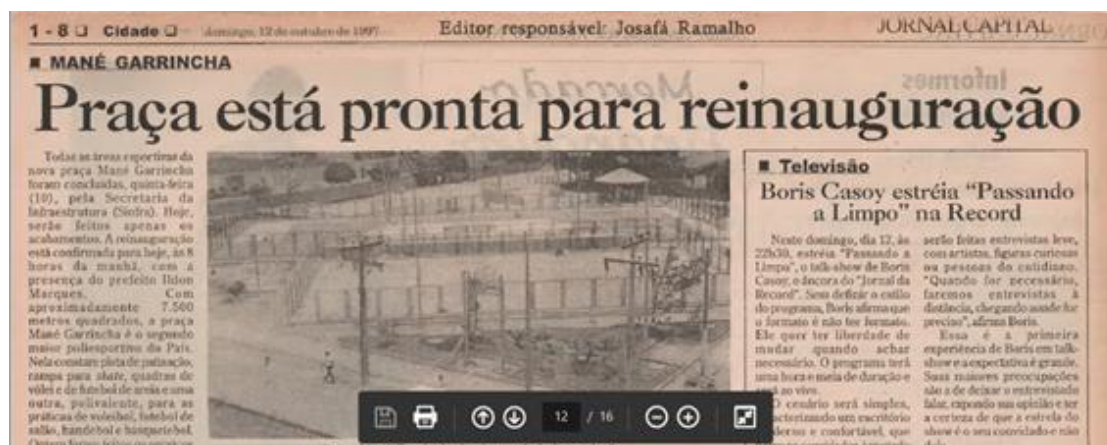 1 - 8 ❑ Cidade ❑ domingo, 12 de outubro de 1997 Editor responsável: Josafá Ramalho JORNAL CAPITAL
■ MANÉ GARRINCHA
Praça está pronta para reinauguração
Todas as áreas esportivas da
nova praça Mané Garrincha
foram concluídas, quinta-feira
(10), pela Secretaria da
Infraestrutura (Sinfra). Hoje,
serão feitos apenas os
acabamentos. A reinauguração
está confirmada para hoje, às 8
horas da manhã, com a
presença do prefeito Ildon
Marques. Com
aproximadamente 7.500
metros quadrados, a praça
Mané Garrincha é o segundo
maior poliesportivo do País.
Nela constam pista de patinação,
rampa para skate, quadras de
vôlei e de futebol de areia e uma
outra, polivalente, para as
práticas de voleibol, futebol de
salão, handebol e basquetebol.
■ Televisão
Boris Casoy estréia “Passando
a Limpo” na Record
Neste domingo, dia 12, às
22h30, estréia “Passando a
Limpo”, o talk-show de Boris
Casoy, o âncora do “Jornal da
Record”. Sem definir o estilo
do programa, Boris afirma que
o formato é não ter formato.
Ele quer ter liberdade de
mudar quando achar
necessário. O programa terá
uma hora e meia de duração e
ao vivo.
O cenário será simples,
um escritório
moderno e confortável, que
serão feitas entrevistas leve,
com artistas, figuras curiosas
ou pessoas do cotidiano.
“Quando for necessário,
faremos entrevistas à
distância, chegando aonde for
preciso”, afirma Boris.
Essa é a primeira
experiência de Boris em talk-
show e a expectativa é grande.
Suas maiores preocupações
são a de deixar o entrevistado
falar, expondo sua opinião e ter
a certeza de que a estrela do
show é o seu convidado e não
12 / 16